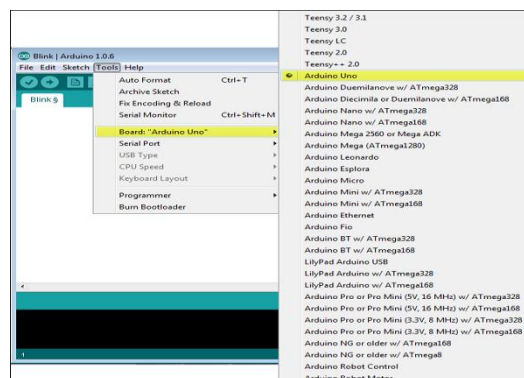 Blink | Arduino 1.0.6
File Edit Sketch Tools Help
Blink §
Auto Format Ctrl+T
Archive Sketch
Fix Encoding & Reload
Serial Monitor Ctrl+Shift+M
Board: "Arduino Uno"
Serial Port
USB Type
CPU Speed
Keyboard Layout
Programmer
Burn Bootloader
1
Teensy 3.2 / 3.1
Teensy 3.0
Teensy LC
Teensy 2.0
Teensy++ 2.0
Arduino Uno
Arduino Duemilanove w/ ATmega328
Arduino Diecimila or Duemilanove w/ ATmega168
Arduino Nano w/ ATmega328
Arduino Nano w/ ATmega168
Arduino Mega 2560 or Mega ADK
Arduino Mega (ATmega1280)
Arduino Leonardo
Arduino Esplora
Arduino Micro
Arduino Mini w/ ATmega328
Arduino Mini w/ ATmega168
Arduino Ethernet
Arduino Fio
Arduino BT w/ ATmega328
Arduino BT w/ ATmega168
LilyPad Arduino USB
LilyPad Arduino w/ ATmega328
LilyPad Arduino w/ ATmega168
Arduino Pro or Pro Mini (5V, 16 MHz) w/ ATmega328
Arduino Pro or Pro Mini (5V, 16 MHz) w/ ATmega168
Arduino Pro or Pro Mini (3.3V, 8 MHz) w/ ATmega328
Arduino Pro or Pro Mini (3.3V, 8 MHz) w/ ATmega168
Arduino NG or older w/ ATmega168
Arduino NG or older w/ ATmega8
Arduino Robot Control
Arduino Robot Motor